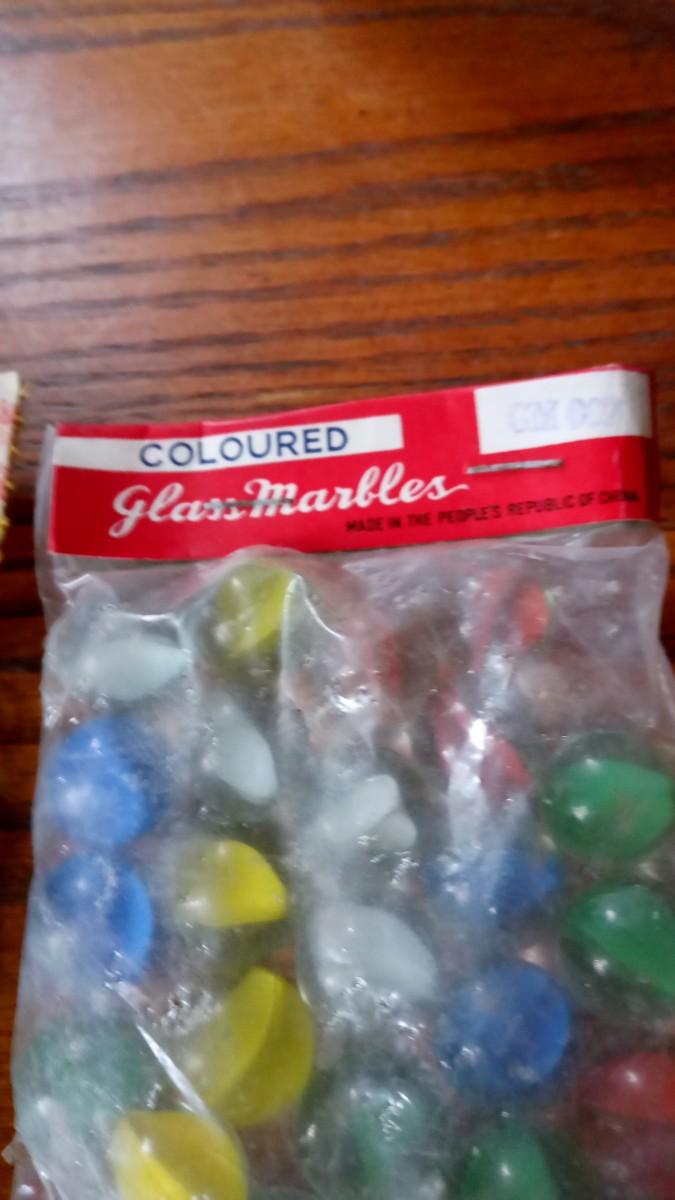 COLOURED
Glass Marbles
MADE IN THE PEOPLE'S REPUBLIC OF CHINA